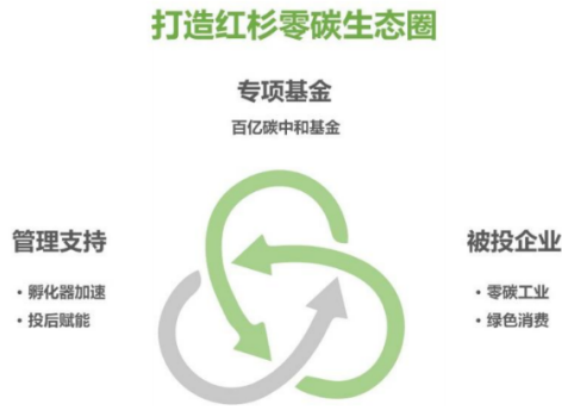 打造红杉零碳生态圈
专项基金
百亿碳中和基金
管理支持
· 孵化器加速
· 投后赋能
被投企业
· 零碳工业
· 绿色消费